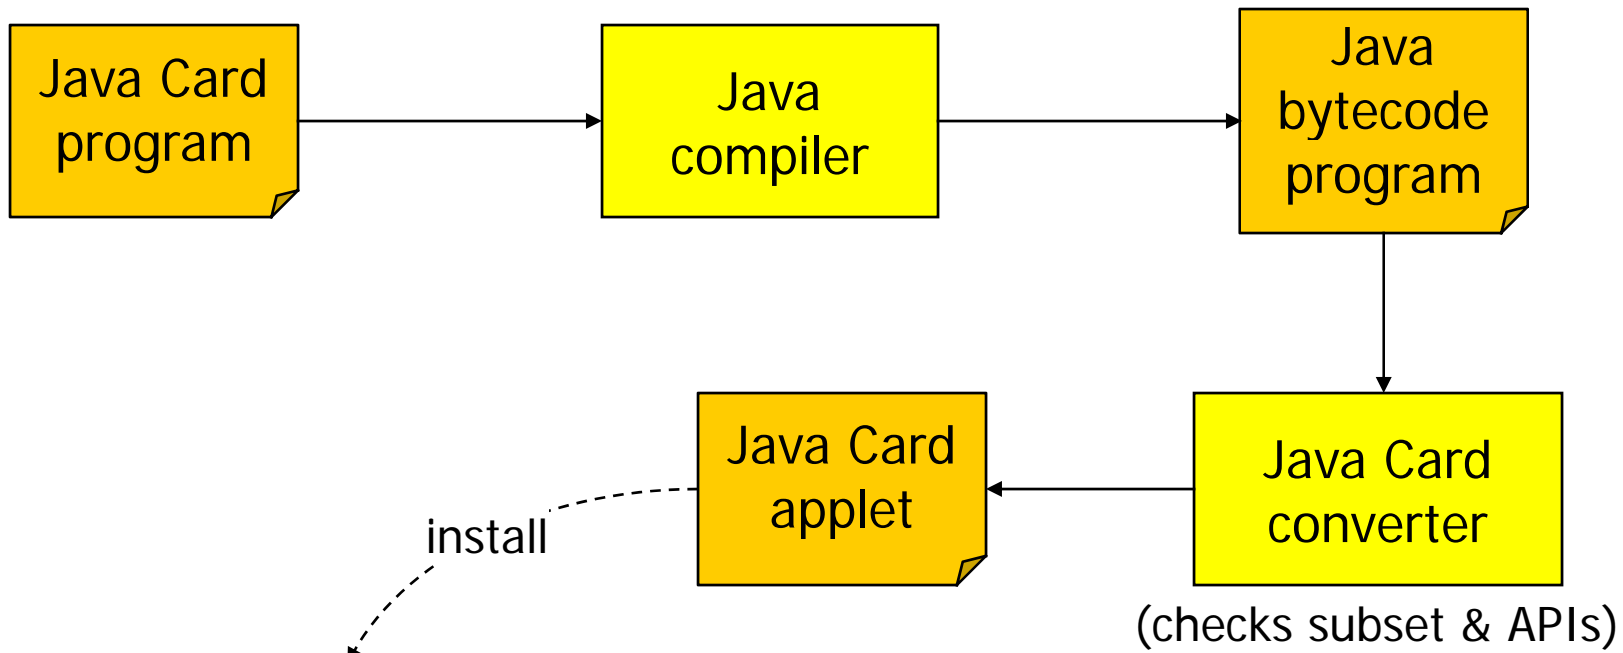 Java Card
program
Java
compiler
Java
bytecode
program
Java Card
applet
Java Card
converter
install
(checks subset & APIs)